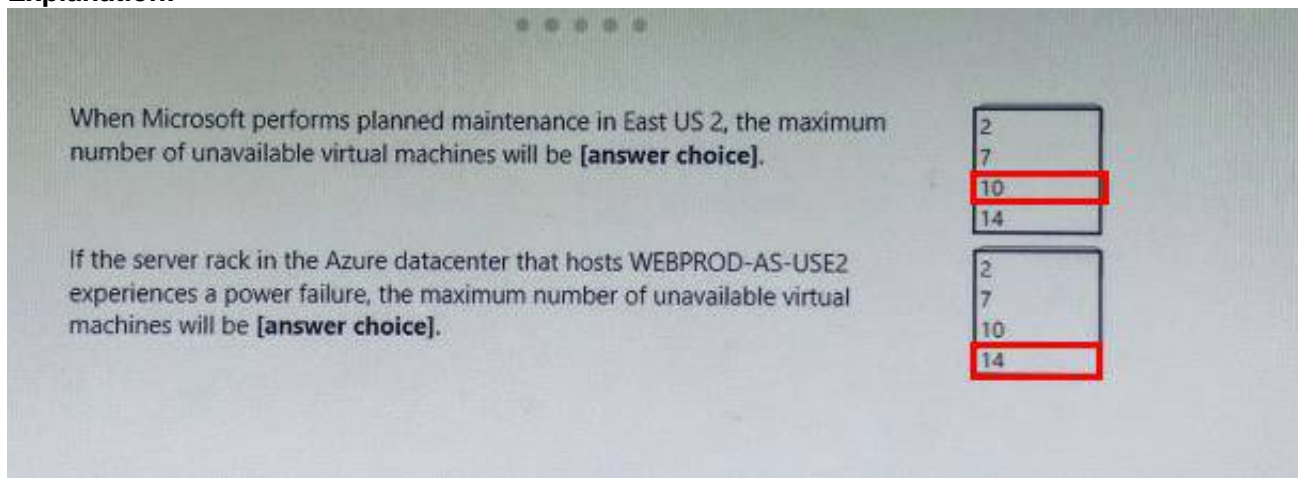 When Microsoft performs planned maintenance in East US 2, the maximum
number of unavailable virtual machines will be [answer choice].
2
7
10
14
If the server rack in the Azure datacenter that hosts WEBPROD-AS-USE2
experiences a power failure, the maximum number of unavailable virtual
machines will be [answer choice].
2
7
10
14